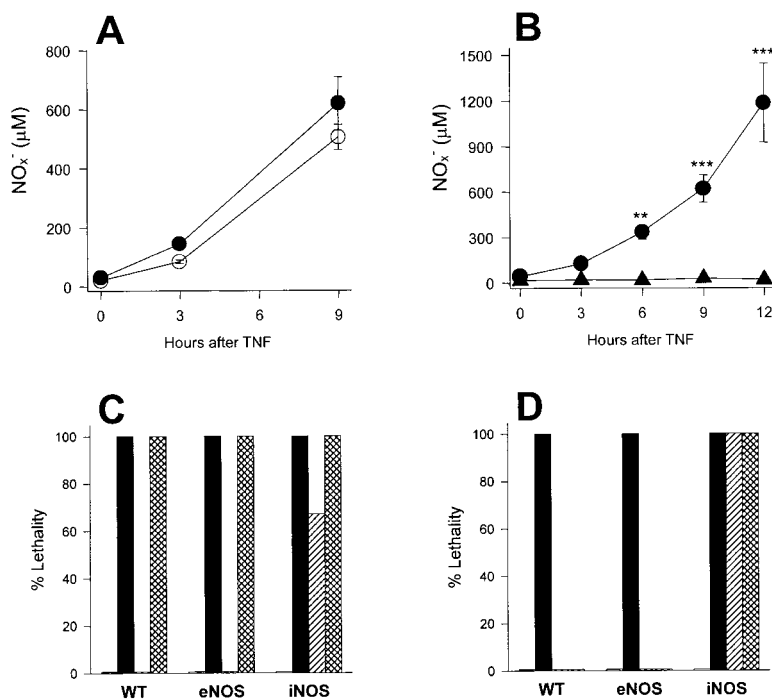 A
NOx- (µM)
800
600
400
200
0
0 3 6 9
Hours after TNF
B
NOx- (µM)
1500
1200
900
600
300
0
**
***
***
0 3 6 9 12
Hours after TNF
C
% Lethality
100
80
60
40
20
0
WT eNOS iNOS
D
% Lethality
100
80
60
40
20
0
WT eNOS iNOS